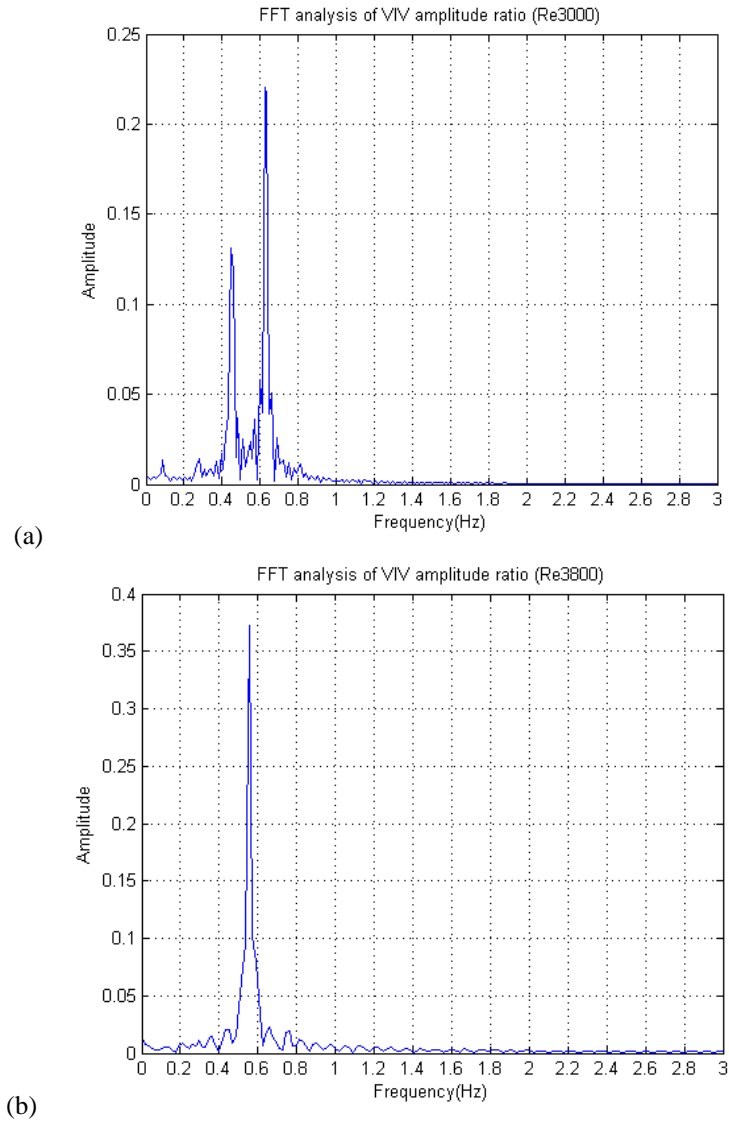 FFT analysis of VIV amplitude ratio (Re3000)
0.25
0.2
0.15
0.1
0.05
0
Amplitude
0 0.2 0.4 0.6 0.8 1 1.2 1.4 1.6 1.8 2 2.2 2.4 2.6 2.8 3
Frequency(Hz)
(a)
FFT analysis of VIV amplitude ratio (Re3800)
0.4
0.35
0.3
0.25
0.2
0.15
0.1
0.05
0
Amplitude
0 0.2 0.4 0.6 0.8 1 1.2 1.4 1.6 1.8 2 2.2 2.4 2.6 2.8 3
Frequency(Hz)
(b)